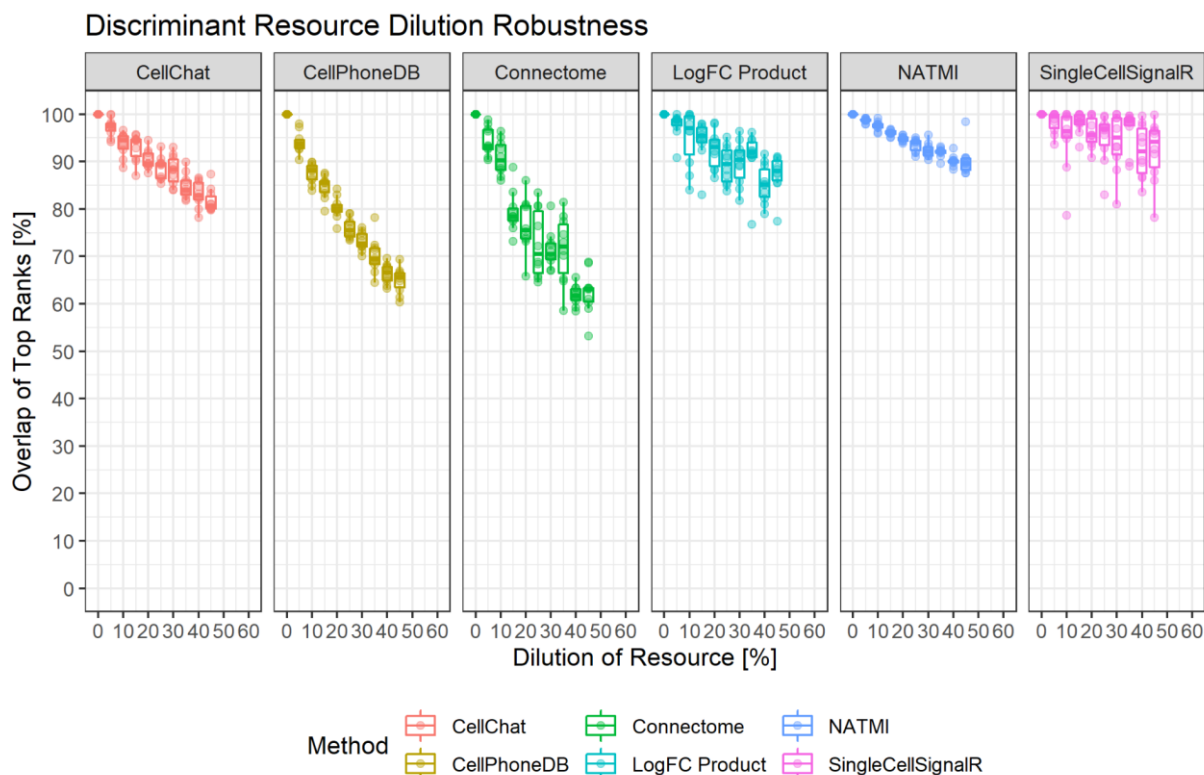 Discriminant Resource Dilution Robustness
CellChat CellPhoneDB Connectome LogFC Product NATMI SingleCellSignalR
100
90
80
70
60
50
40
30
20
10
0
Overlap of Top Ranks [%]
0 10 20 30 40 50 60 0 10 20 30 40 50 60 0 10 20 30 40 50 60 0 10 20 30 40 50 60 0 10 20 30 40 50 60 0 10 20 30 40 50 60
Dilution of Resource [%]
Method
CellChat Connectome NATMI
CellPhoneDB LogFC Product SingleCellSignalR